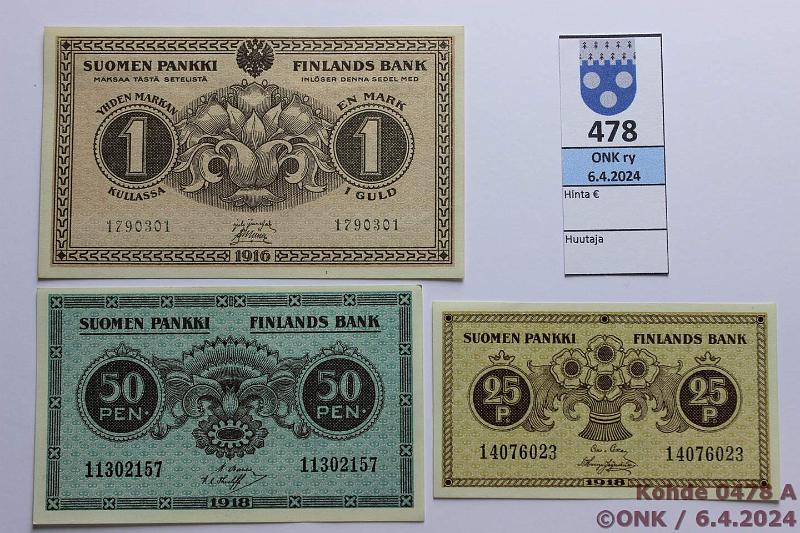 SUOMEN PANKKI FINLANDS BANK
MAKSAA TÄSTÄ SETELISTÄ INLÖSER DENNA SEDEL MED
YHDEN MARKAN EN MARK
1 1
KULLASSA I GULD
1790301 1790301
1916
478
ONK ry
6.4.2024
Hinta €
Huutaja
SUOMEN PANKKI FINLANDS BANK
50 50
PEN. PEN.
11302157 11302157
1918
SUOMEN PANKKI FINLANDS BANK
25 25
P P
14076023 14076023
1918
Kohde 0478 A
©ONK / 6.4.2024